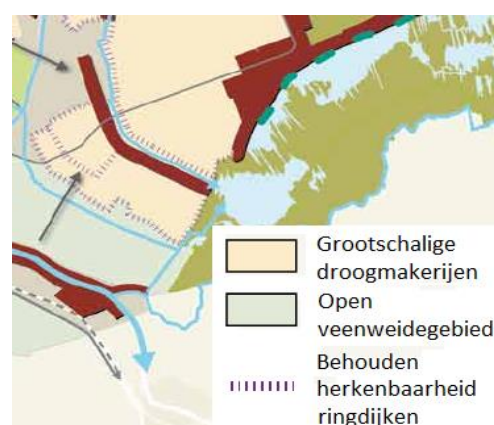 Grootschalige
droogmakerijen
Open
veenweidegebied
Behouden
herkenbaarheid
ringdijken